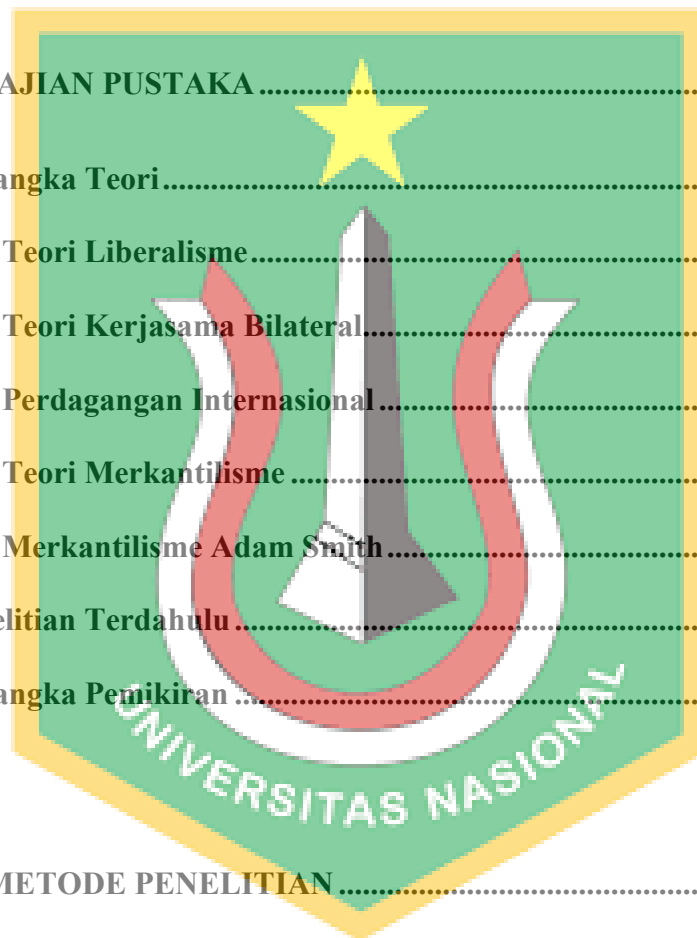 AJIAN PUSTAKA ........................................................
angka Teori ........................................................
Teori Liberalisme ........................................................
Teori Kerjasama Bilateral ........................................................
Perdagangan Internasional ........................................................
Teori Merkantilisme ........................................................
Merkantilisme Adam Smith ........................................................
elitian Terdahulu ........................................................
angka Pemikiran ........................................................
UNIVERSITAS NASIONAL
METODE PENELITIAN ........................................................